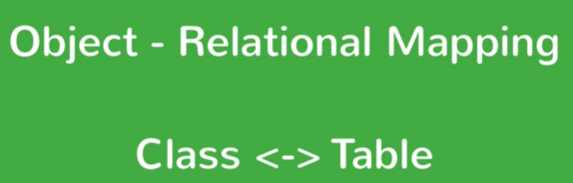 Object - Relational Mapping
Class <-> Table